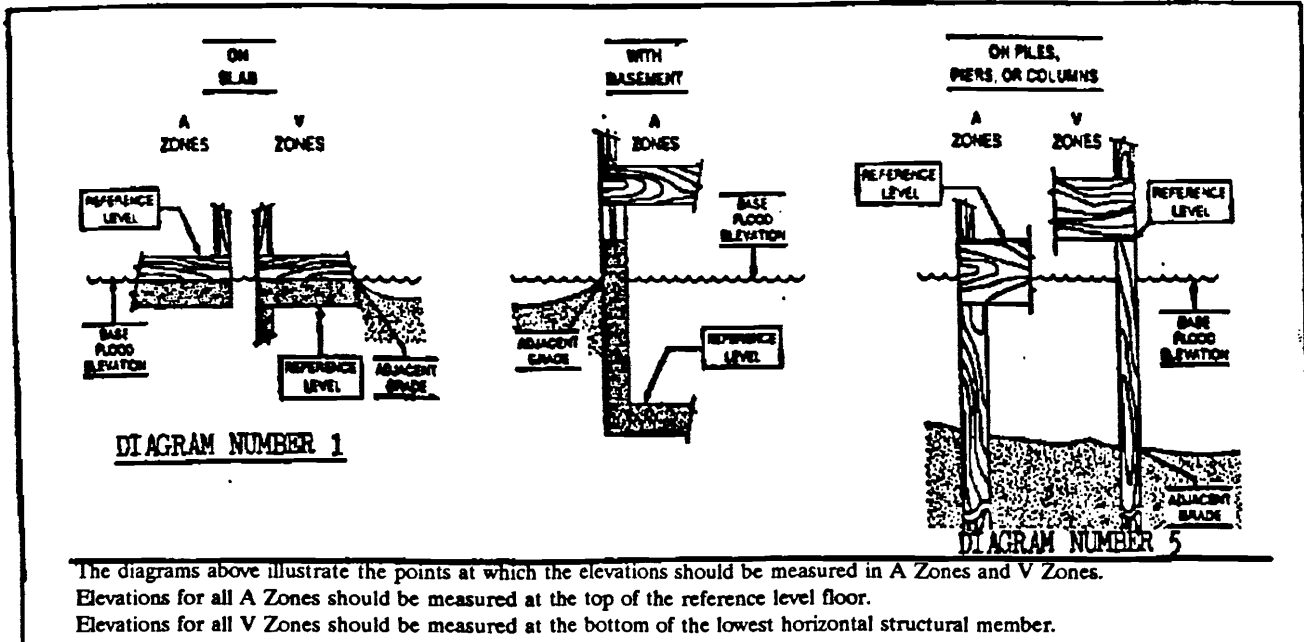 ON
SLAB
A
ZONES
V
ZONES
REFERENCE
LEVEL
BASE
FLOOD
ELEVATION
REFERENCE
LEVEL
ADJACENT
GRADE
DIAGRAM NUMBER 1
WITH
BASEMENT
A
ZONES
BASE
FLOOD
ELEVATION
ADJACENT
GRADE
REFERENCE
LEVEL
ON PILES,
PIERS, OR COLUMNS
A
ZONES
V
ZONES
REFERENCE
LEVEL
REFERENCE
LEVEL
BASE
FLOOD
ELEVATION
ADJACENT
GRADE
DIAGRAM NUMBER 5
The diagrams above illustrate the points at which the elevations should be measured in A Zones and V Zones.
Elevations for all A Zones should be measured at the top of the reference level floor.
Elevations for all V Zones should be measured at the bottom of the lowest horizontal structural member.